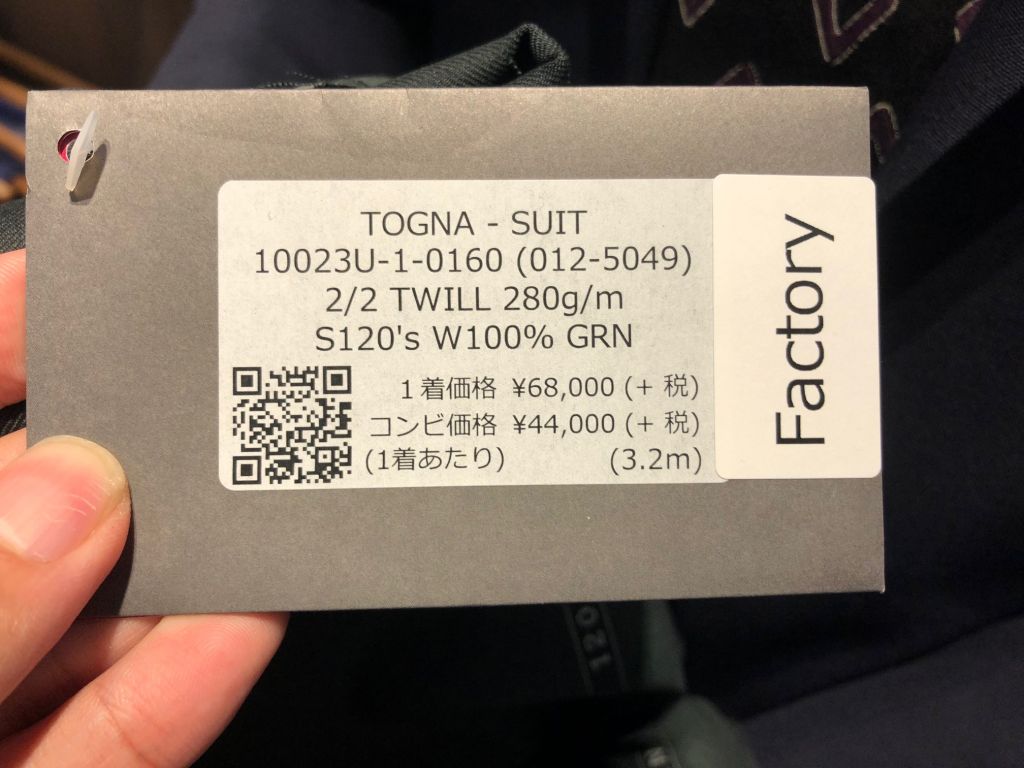 TOGNA - SUIT
10023U-1-0160 (012-5049)
2/2 TWILL 280g/m
S120's W100% GRN
1着価格 ¥68,000 (+ 税)
コンビ価格 ¥44,000 (+ 税)
(1着あたり) (3.2m)
Factory
120